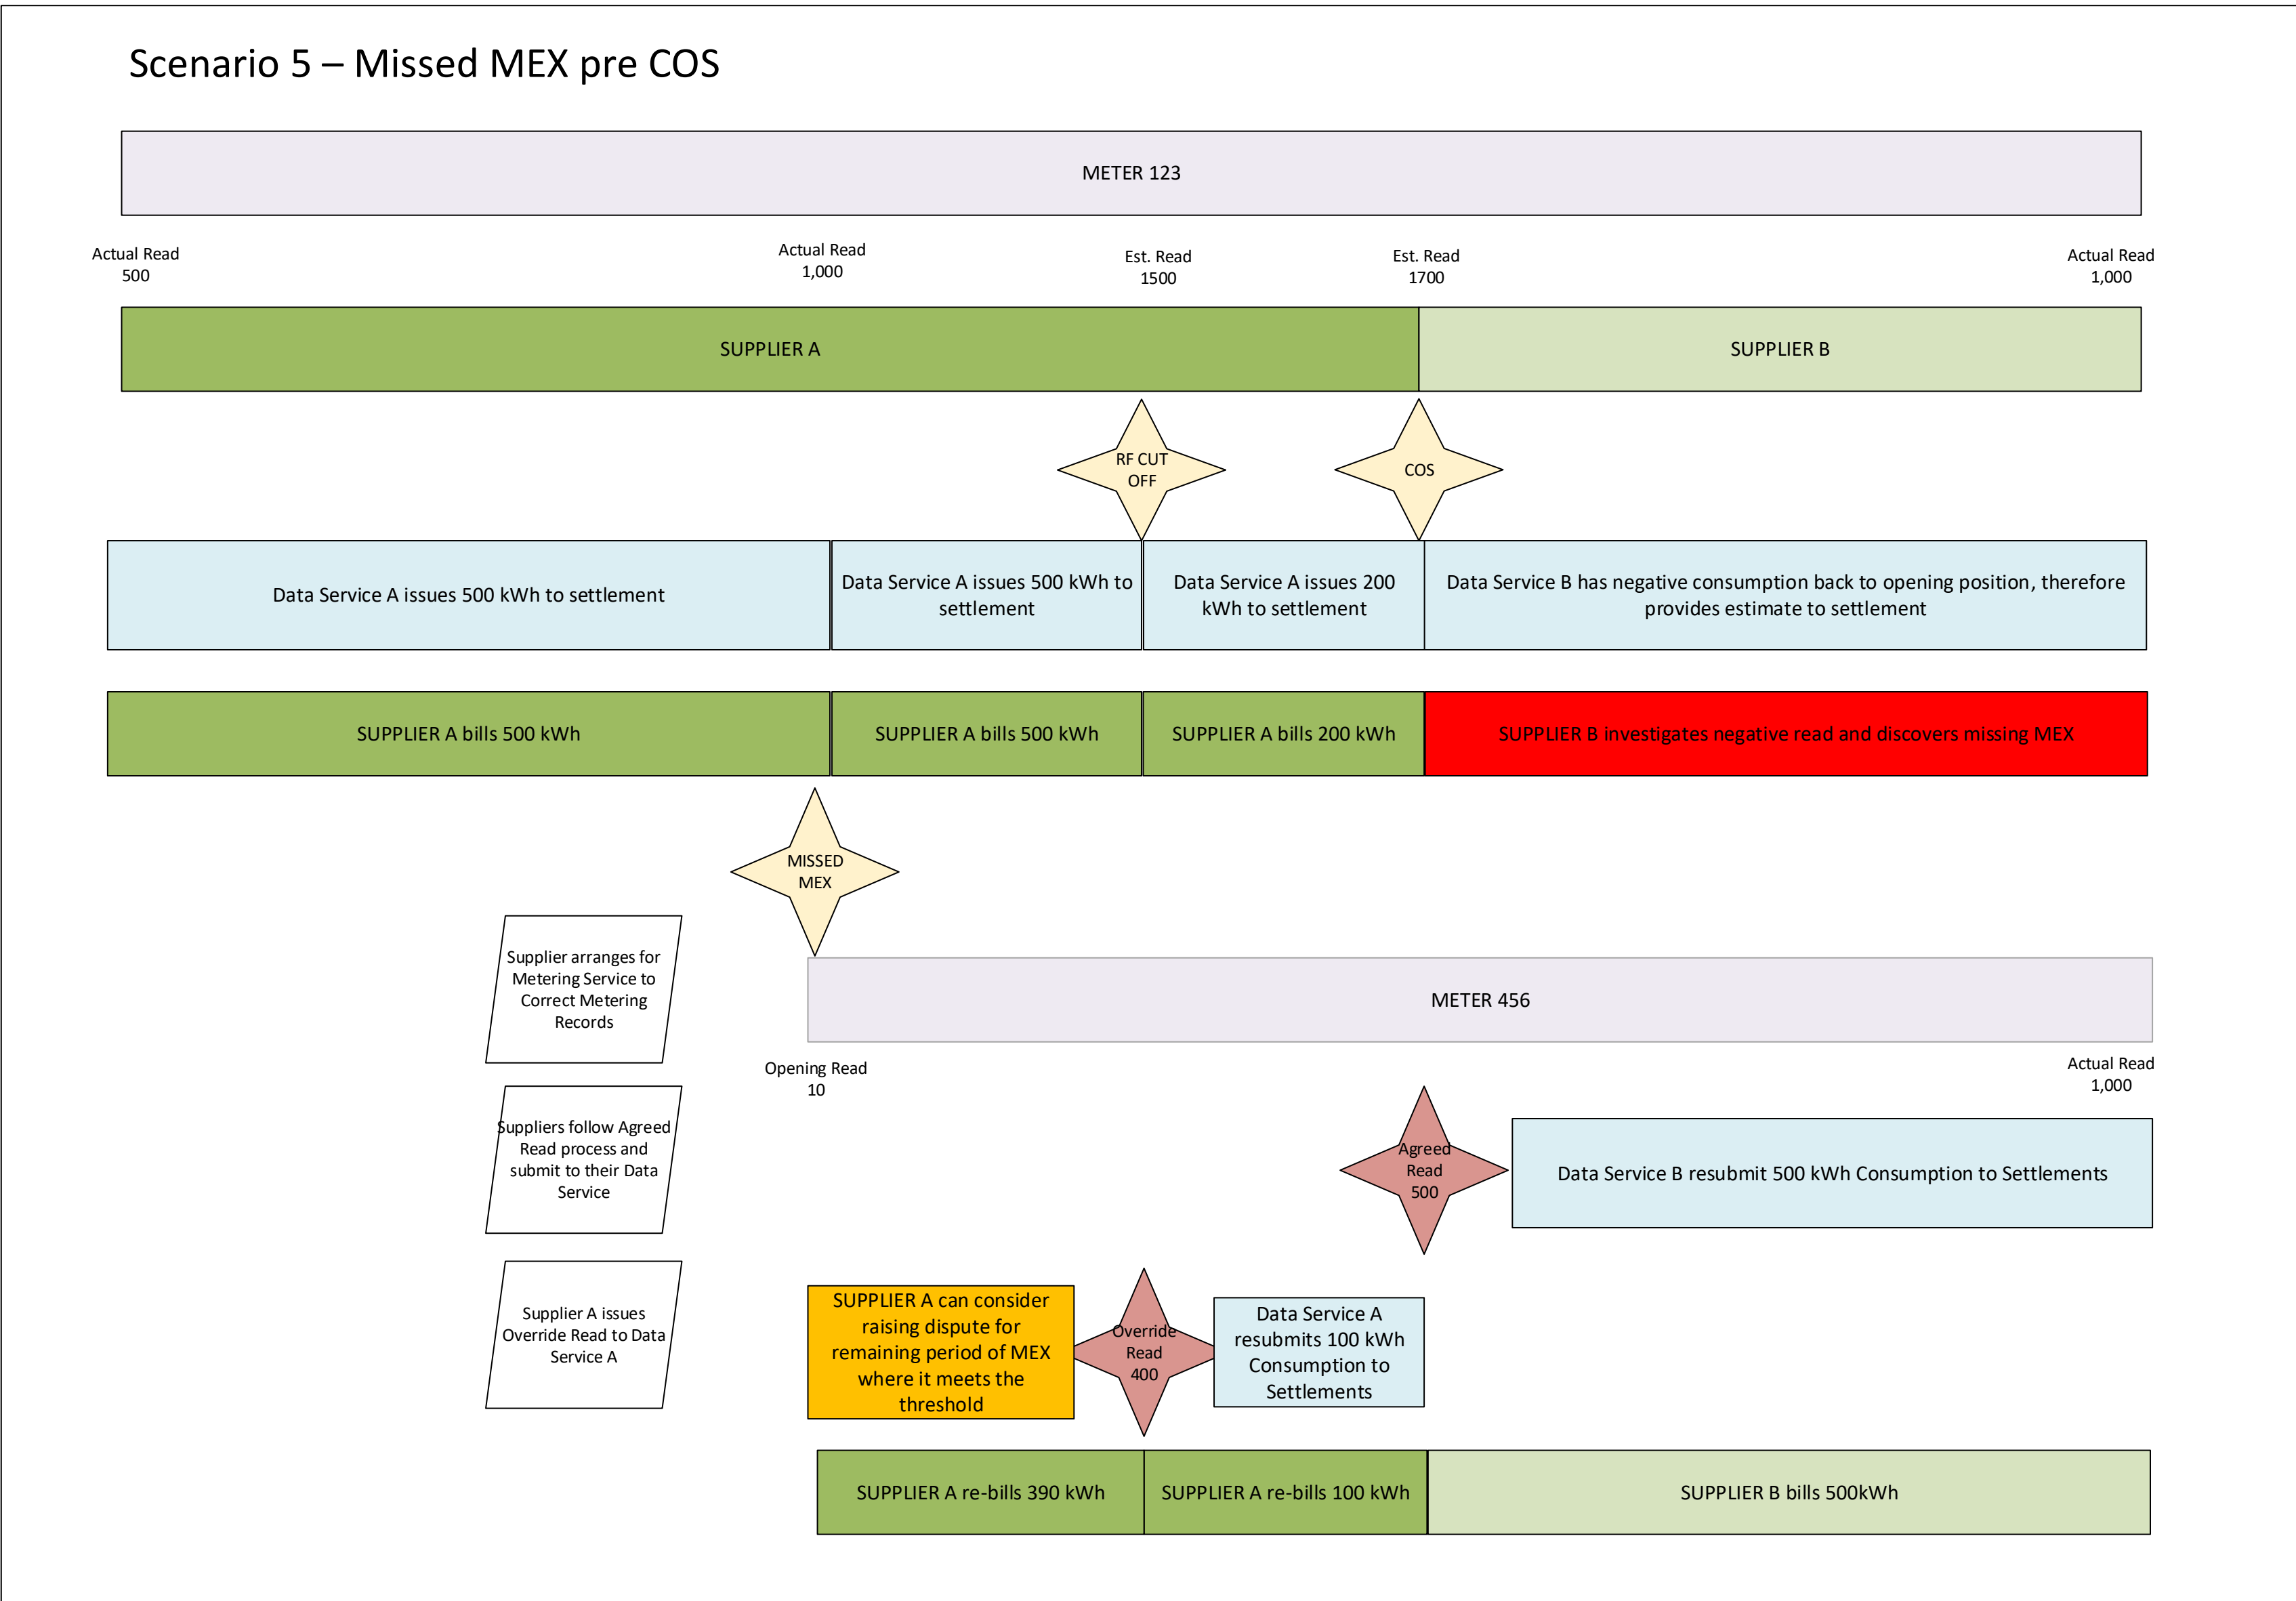 Scenario 5 – Missed MEX pre COS
METER 123
Actual Read
500
Actual Read
1,000
Est. Read
1500
Est. Read
1700
Actual Read
1,000
SUPPLIER A
SUPPLIER B
RF CUT
OFF
COS
Data Service A issues 500 kWh to settlement
Data Service A issues 500 kWh to
settlement
Data Service A issues 200
kWh to settlement
Data Service B has negative consumption back to opening position, therefore
provides estimate to settlement
SUPPLIER A bills 500 kWh
SUPPLIER A bills 500 kWh
SUPPLIER A bills 200 kWh
SUPPLIER B investigates negative read and discovers missing MEX
MISSED
MEX
Supplier arranges for
Metering Service to
Correct Metering
Records
METER 456
Opening Read
10
Actual Read
1,000
Suppliers follow Agreed
Read process and
submit to their Data
Service
Agreed
Read
500
Data Service B resubmit 500 kWh Consumption to Settlements
Supplier A issues
Override Read to Data
Service A
SUPPLIER A can consider
raising dispute for
remaining period of MEX
where it meets the
threshold
Override
Read
400
Data Service A
resubmits 100 kWh
Consumption to
Settlements
SUPPLIER A re-bills 390 kWh
SUPPLIER A re-bills 100 kWh
SUPPLIER B bills 500kWh